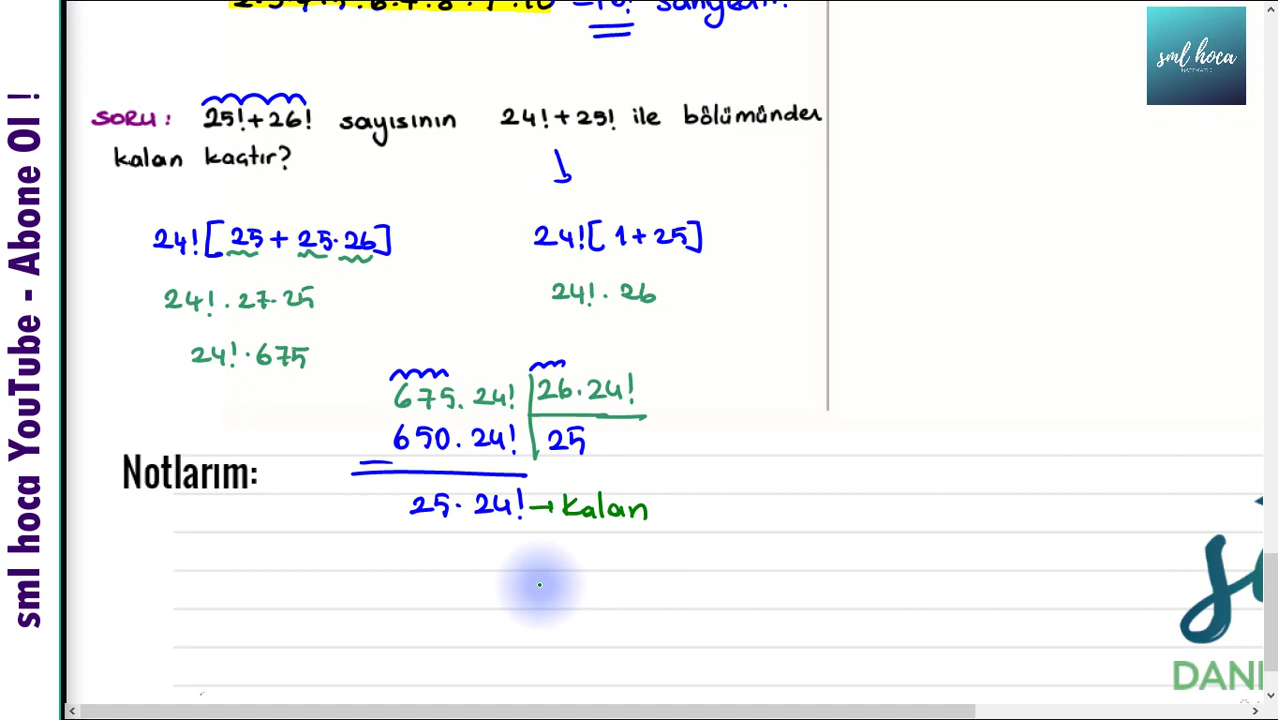 sml hoca YouTube - Abone Ol !
sml hoca
SORU: 25!+26! sayısının 24!+25! ile bölümünden
kalan kaçtır?
24![25+25·26] 24![1+25]
24!·27·25 24!·26
24!·675
675·24! 26·24!
650·24! 25
Notlarım:
25·24!→Kalan